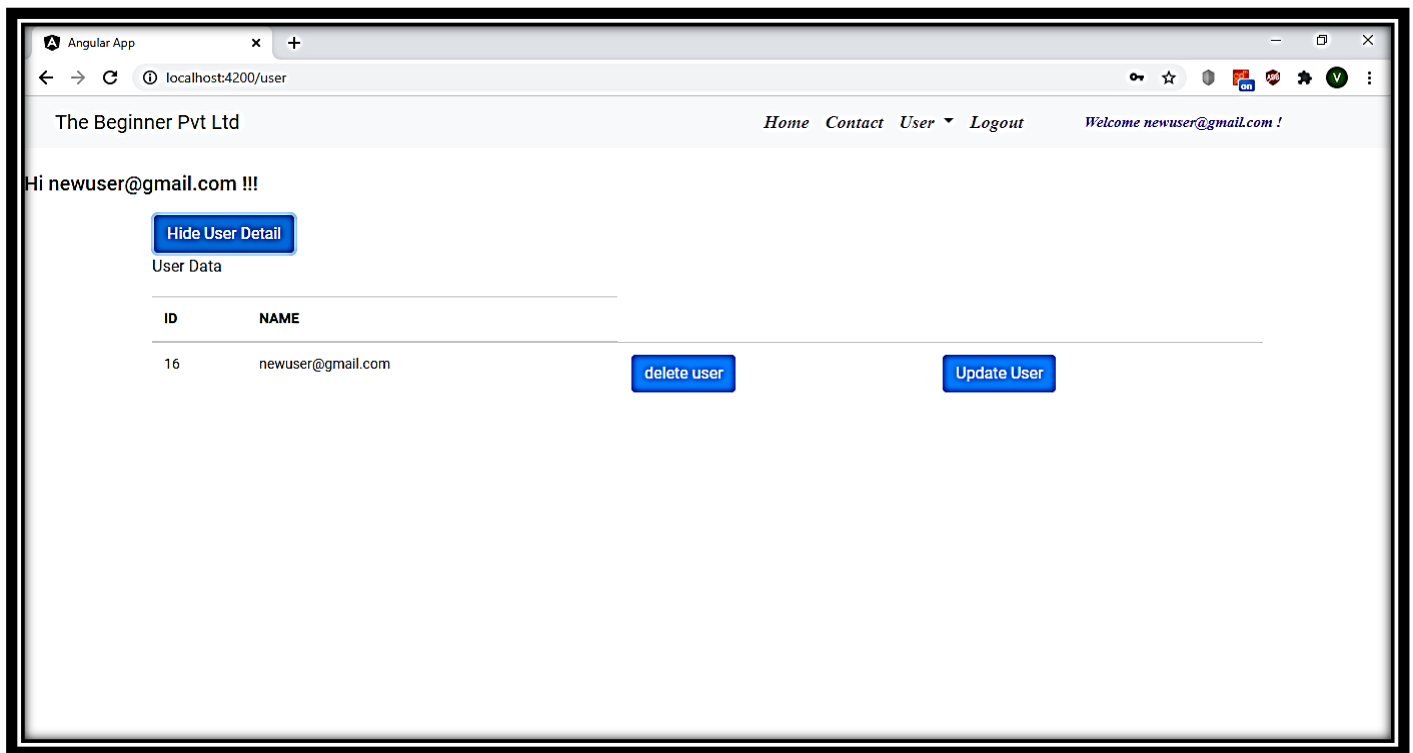 Angular App
localhost:4200/user
on
V
The Beginner Pvt Ltd
Home Contact User Logout Welcome newuser@gmail.com !
Hi newuser@gmail.com !!!
Hide User Detail
User Data
ID NAME
16 newuser@gmail.com delete user Update User